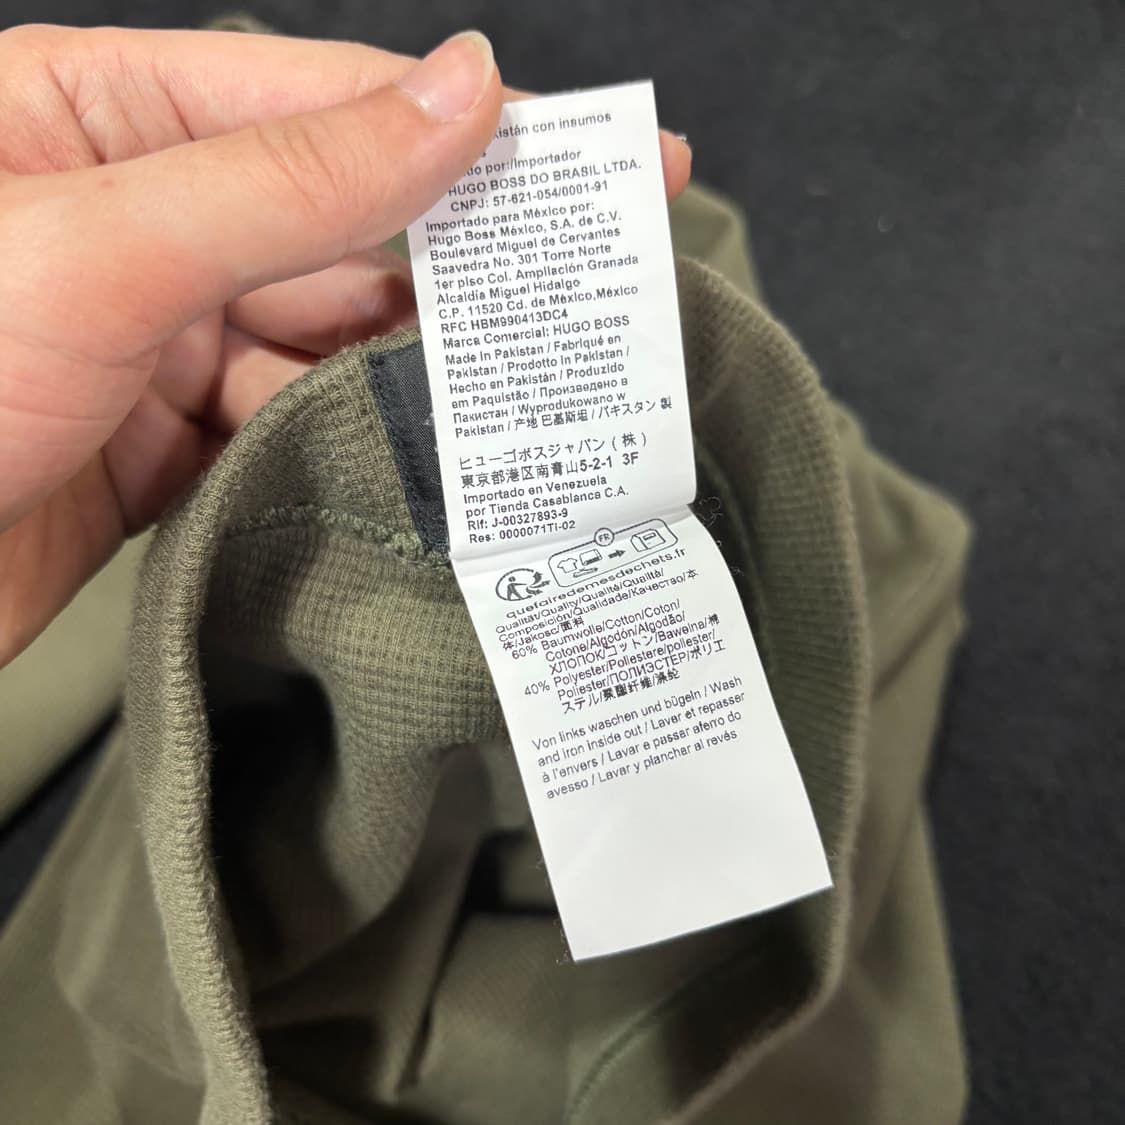 con insumos
por:/Importador
HUGO BOSS DO BRASIL LTDA.
CNPJ: 57-621-054/0001-91
Importado para México por:
Hugo Boss México, S.A. de C.V.
Boulevard Miguel de Cervantes
Saavedra No. 301 Torre Norte
1er piso Col. Ampliación Granada
Alcaldía Miguel Hidalgo
C.P. 11520 Cd. de México,México
RFC HBM990413DC4
Marca Comercial: HUGO BOSS
Made in Pakistan / Fabriqué en
Pakistan / Prodotto in Pakistan /
Hecho en Pakistán / Produzido
em Paquistão / Произведено в
Пакистан / Wyprodukowano w
Pakistan / 产地 巴基斯坦 / パキスタン 製
ヒューゴボスジャパン ( 株 )
東京都港区南青山5-2-1 3F
Importado en Venezuela
por Tienda Casablanca C.A.
Rif: J-00327893-9
Res: 0000071TI-02
FR
quefairedemesdechets.fr
Qualität/Quality/Qualité/Qualità/
Composición/Qualidade/Качество/本
体/Jakosc/面料
60% Baumwolle/Cotton/Coton/
Cotone/Algodón/Algodão/
ХЛОПОК/コットン/Bawelna/棉
40% Polyester/Poliestere/poliester/
Poliester/ПОЛИЭСТЕР/ポリエ
ステル/聚酯纤维/涤纶
Von links waschen und bügeln / Wash
and iron inside out / Laver et repasser
à l'envers / Lavar e passar aferro do
avesso / Lavar y planchar al revés